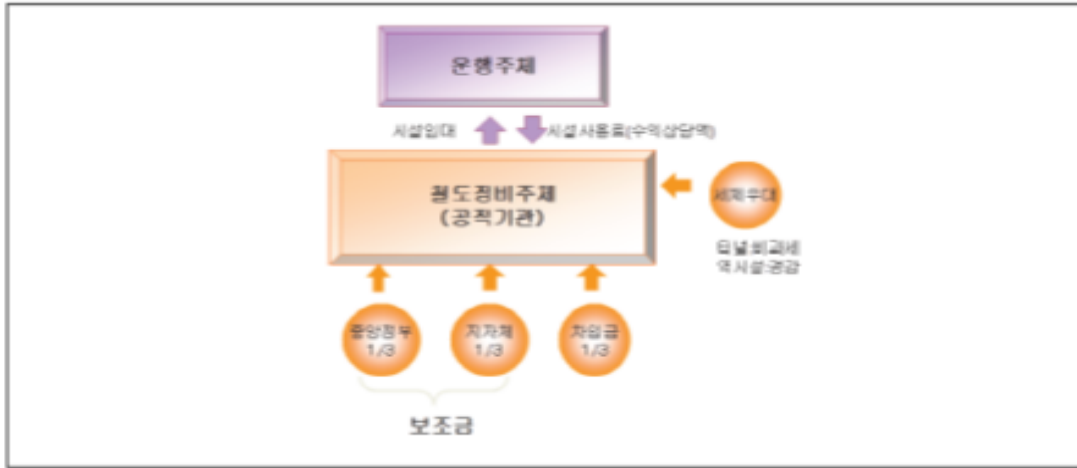 운행주체
시설임대
시설사용료(수익상당액)
철도정비주체
(공적기관)
세제우대
터널:비과세
역시설:경감
중앙정부
1/3
지자체
1/3
차입금
1/3
보조금